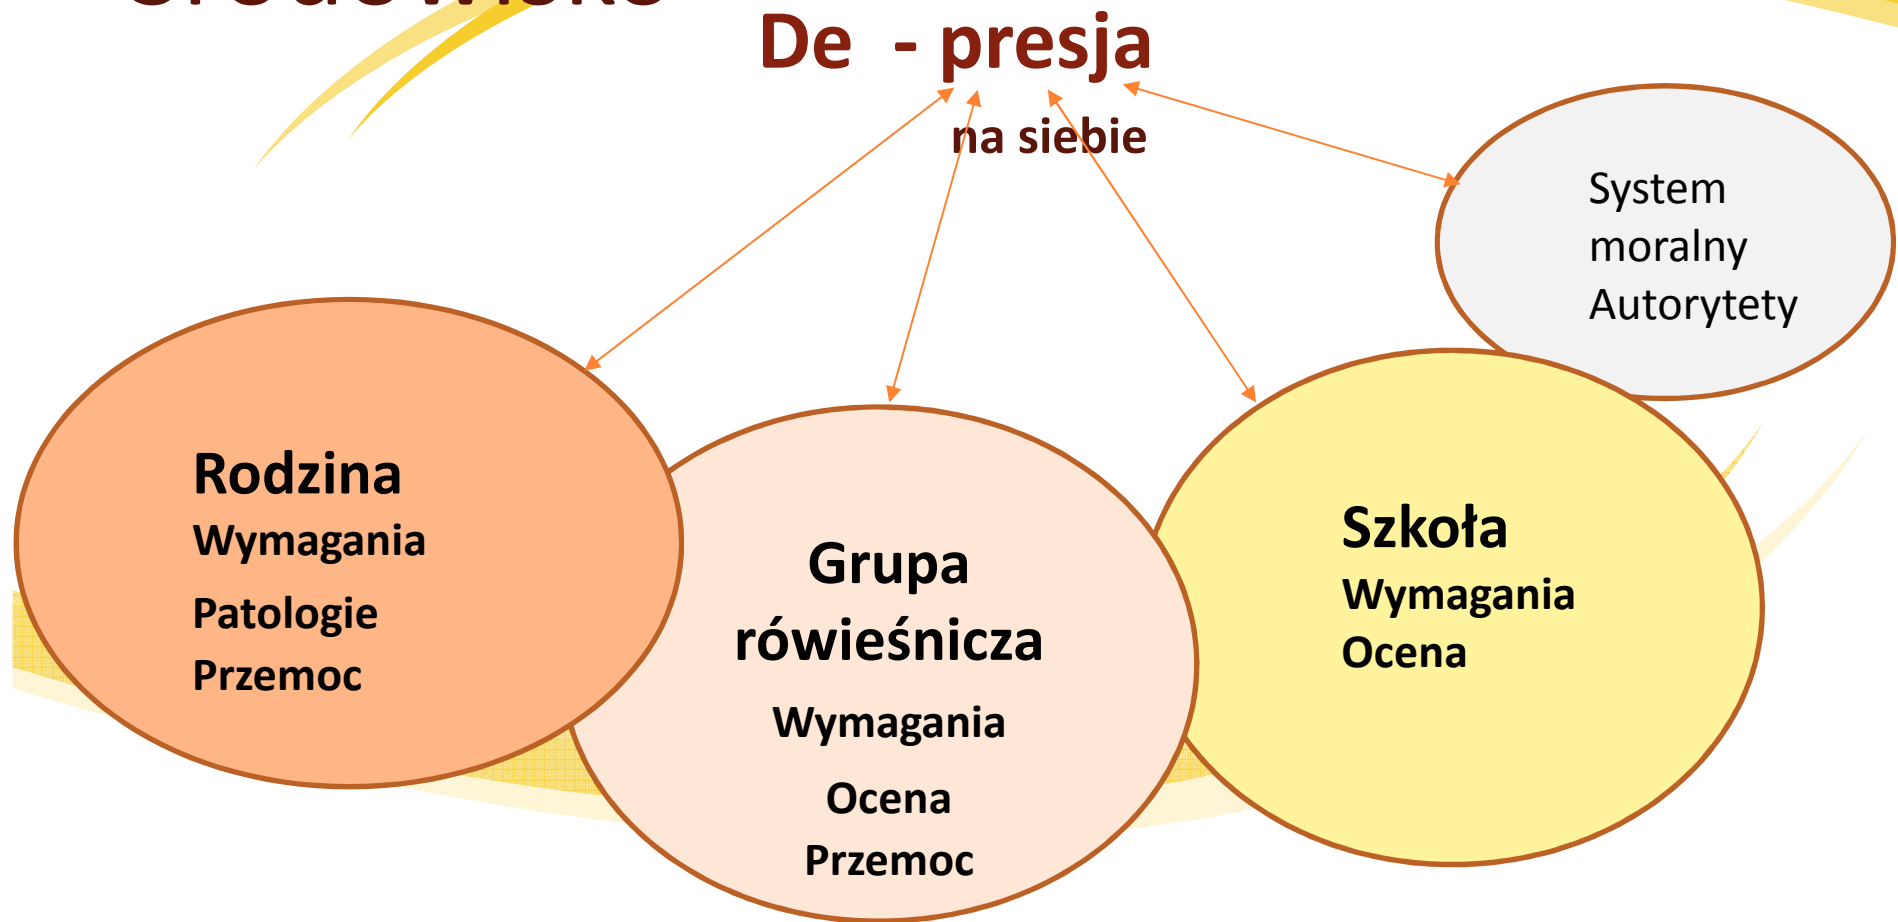 De - presja
na siebie
System
moralny
Autorytety
Rodzina
Wymagania
Patologie
Przemoc
Grupa
rówieśnicza
Wymagania
Ocena
Przemoc
Szkoła
Wymagania
Ocena